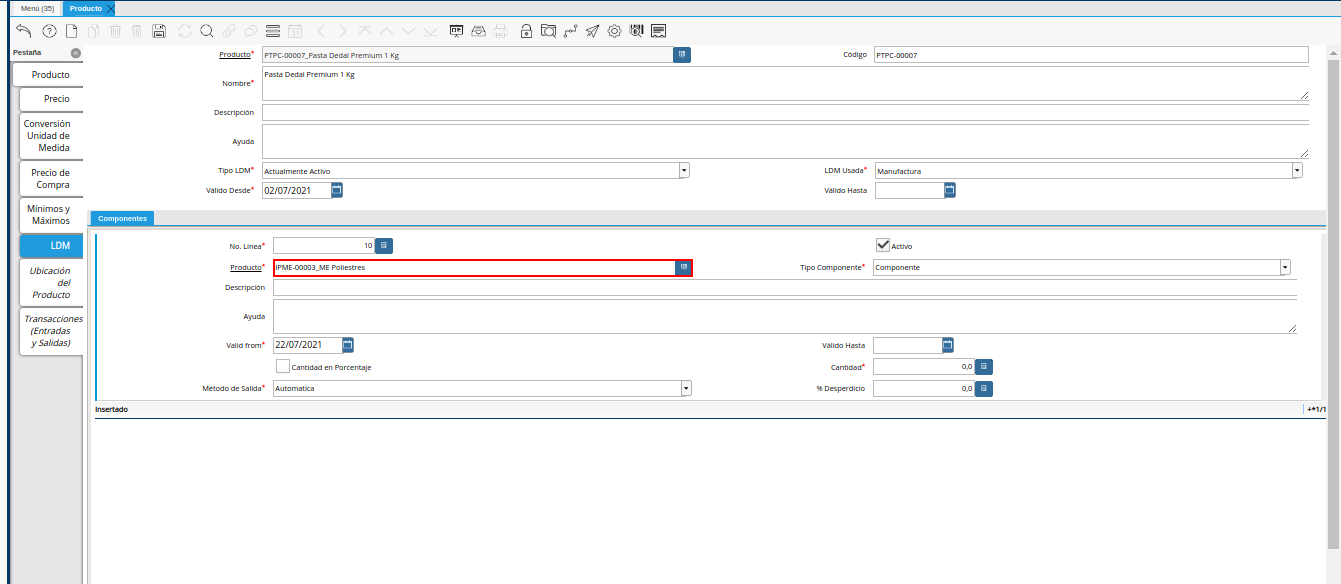 Menú (35) Producto
Pestaña
Producto
Precio
Conversión
Unidad de
Medida
Precio de
Compra
Mínimos y
Máximos
LDM
Ubicación
del
Producto
Transacciones
(Entradas
y Salidas)
Producto* PTPC-00007_Pasta Dedal Premium 1 Kg Código PTPC-00007
Nombre* Pasta Dedal Premium 1 Kg
Descripción
Ayuda
Tipo LDM* Actualmente Activo LDM Usada* Manufactura
Válido Desde* 02/07/2021 Válido Hasta
Componentes
No. Línea* 10 Activo
Producto* IPME-00003_ME Poliestres Tipo Componente* Componente
Descripción
Ayuda
Valid from* 22/07/2021 Válido Hasta
Cantidad en Porcentaje Cantidad* 0,0
Método de Salida* Automatica % Desperdicio 0,0
Insertado +*1/1